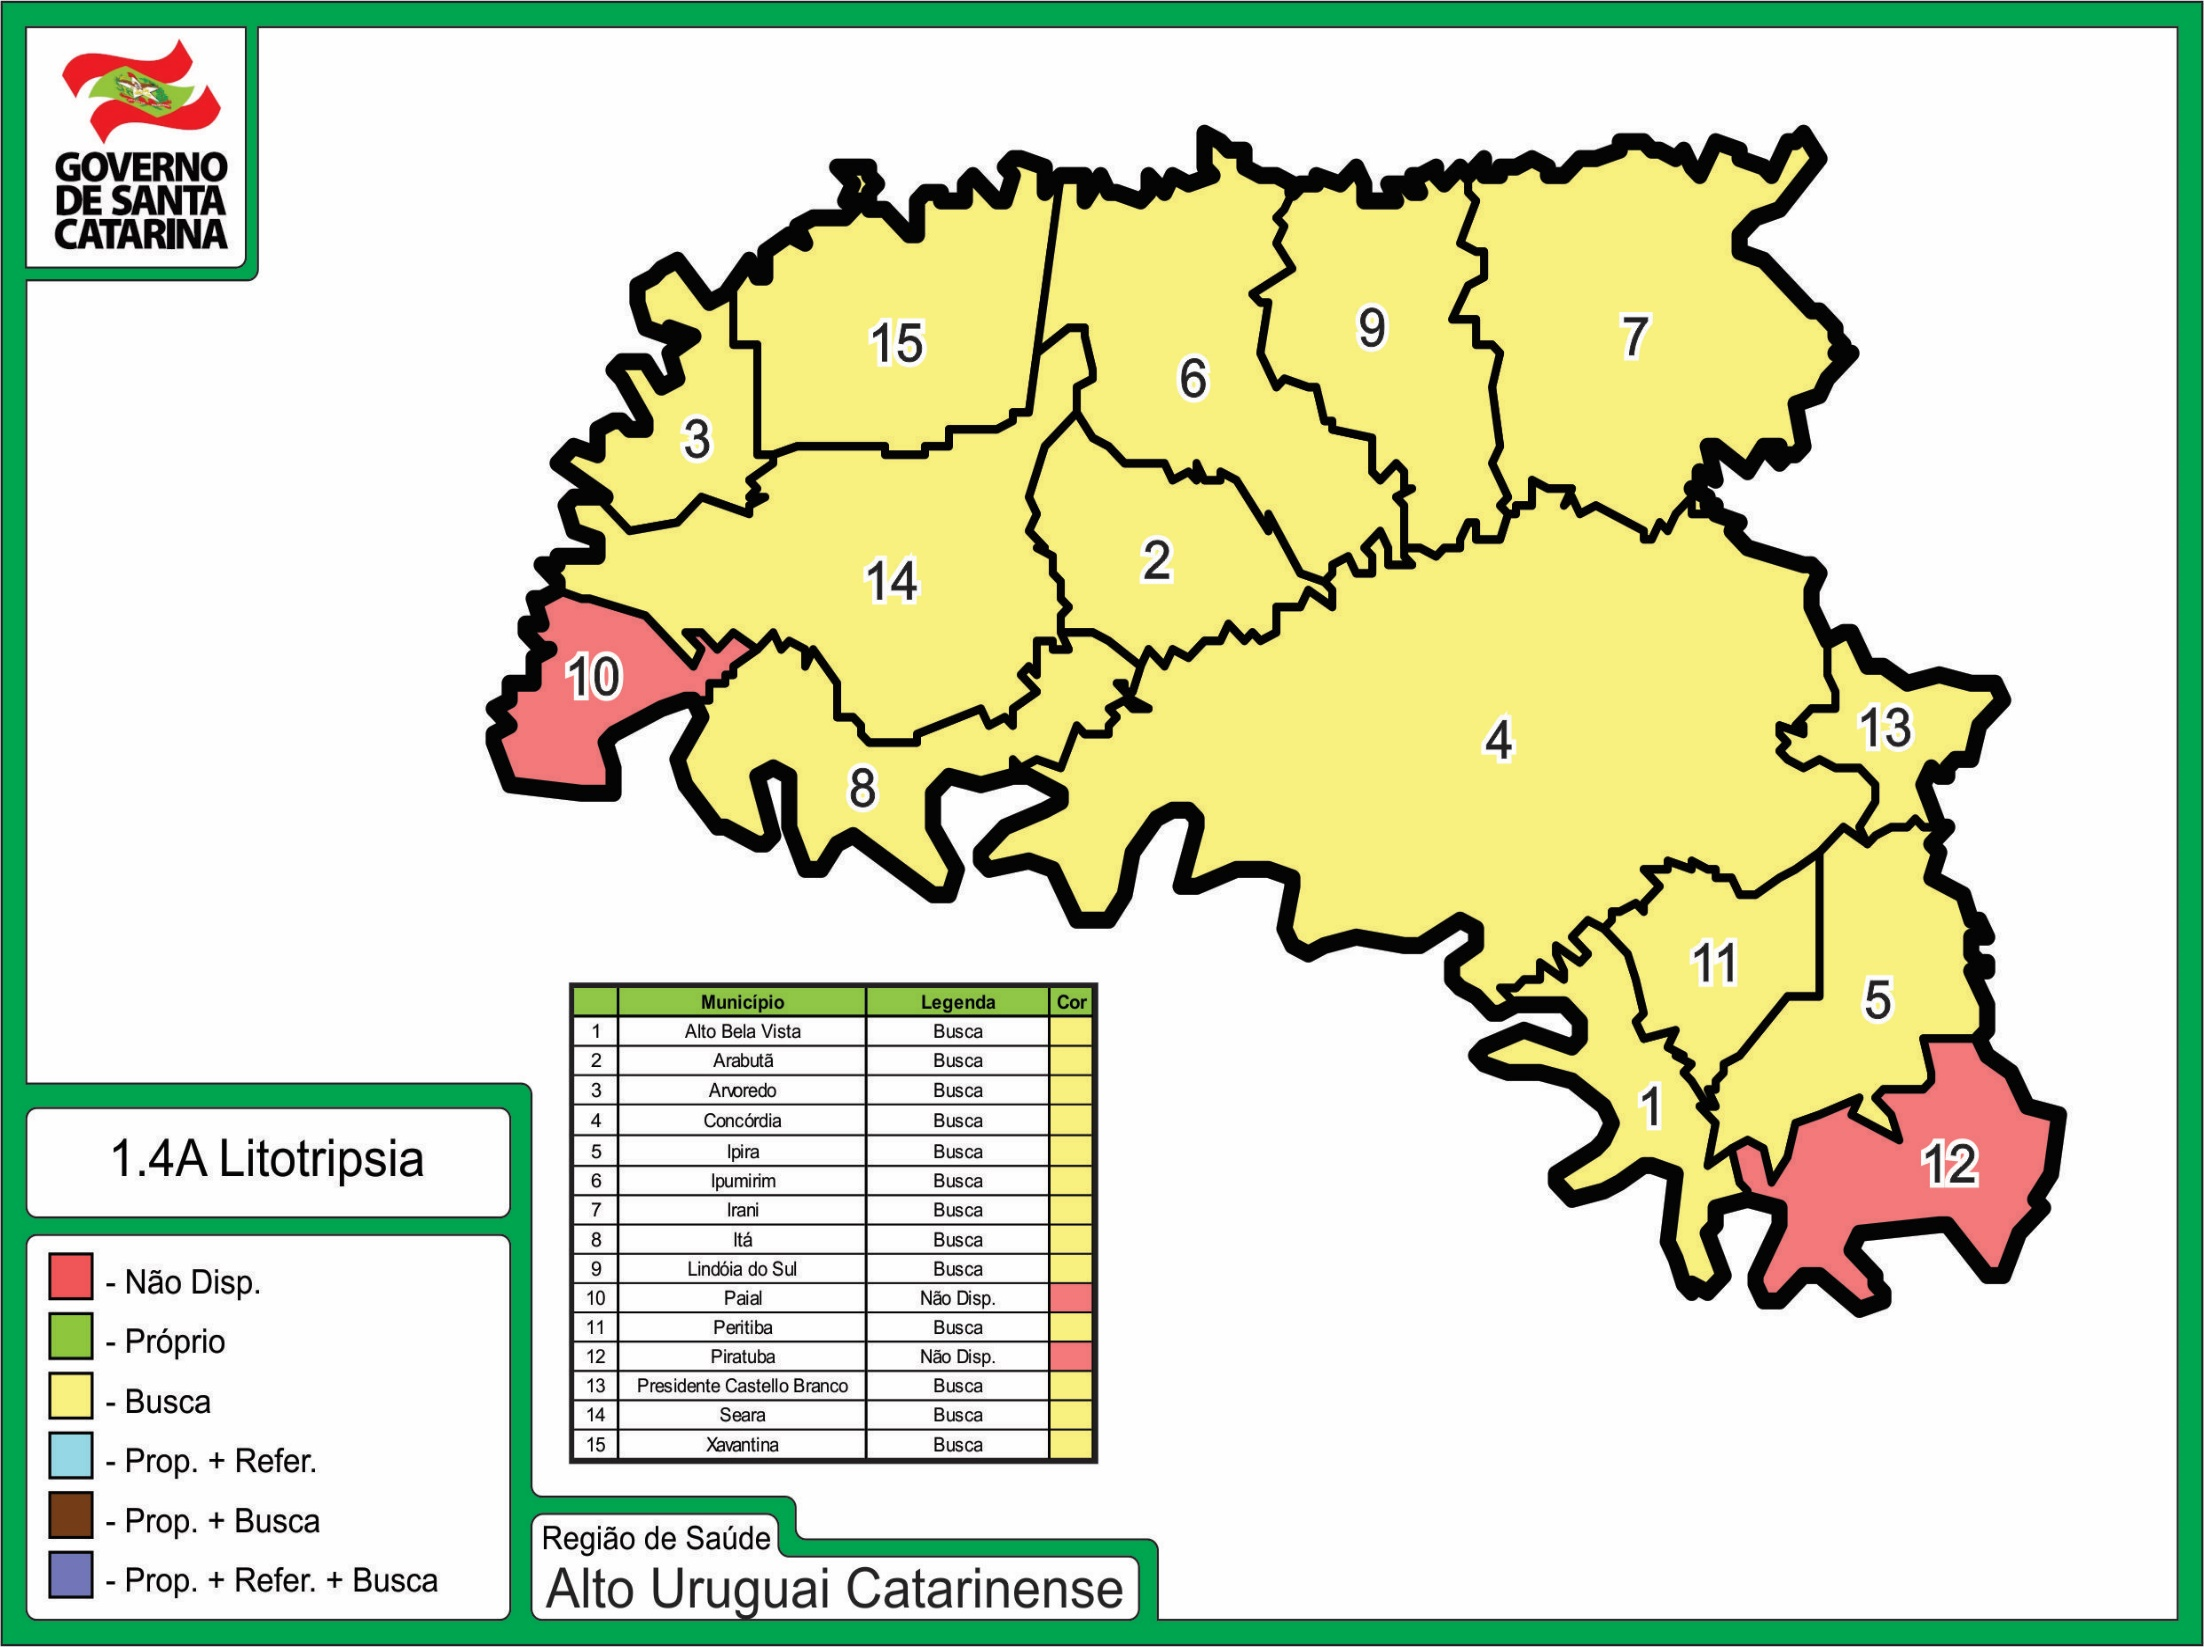 GOVERNO
DE SANTA
CATARINA
15
9
7
6
3
2
14
10
4
13
8
11
5
1
12
Município Legenda Cor
1 Alto Bela Vista Busca
2 Arabutã Busca
3 Arvoredo Busca
4 Concórdia Busca
5 Ipira Busca
6 Ipumirim Busca
7 Irani Busca
8 Itá Busca
9 Lindóia do Sul Busca
10 Paial Não Disp.
11 Peritiba Busca
12 Piratuba Não Disp.
13 Presidente Castello Branco Busca
14 Seara Busca
15 Xavantina Busca
1.4A Litotripsia
- Não Disp.
- Próprio
- Busca
- Prop. + Refer.
- Prop. + Busca
- Prop. + Refer. + Busca
Região de Saúde
Alto Uruguai Catarinense